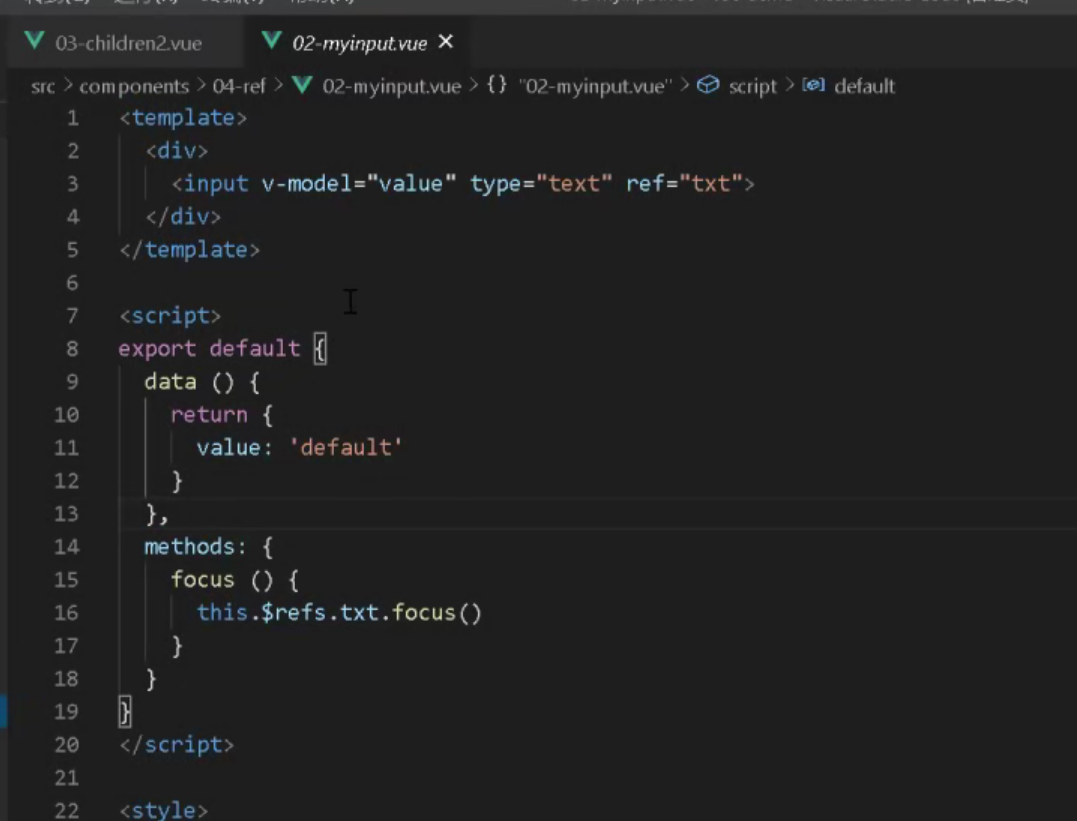 03-children2.vue 02-myinput.vue
src > components > 04-ref > 02-myinput.vue > {} "02-myinput.vue" > script > default
1 <template>
2 <div>
3 <input v-model="value" type="text" ref="txt">
4 </div>
5 </template>
6
7 <script>
8 export default {
9 data () {
10 return {
11 value: 'default'
12 }
13 },
14 methods: {
15 focus () {
16 this.$refs.txt.focus()
17 }
18 }
19 }
20 </script>
21
22 <style>